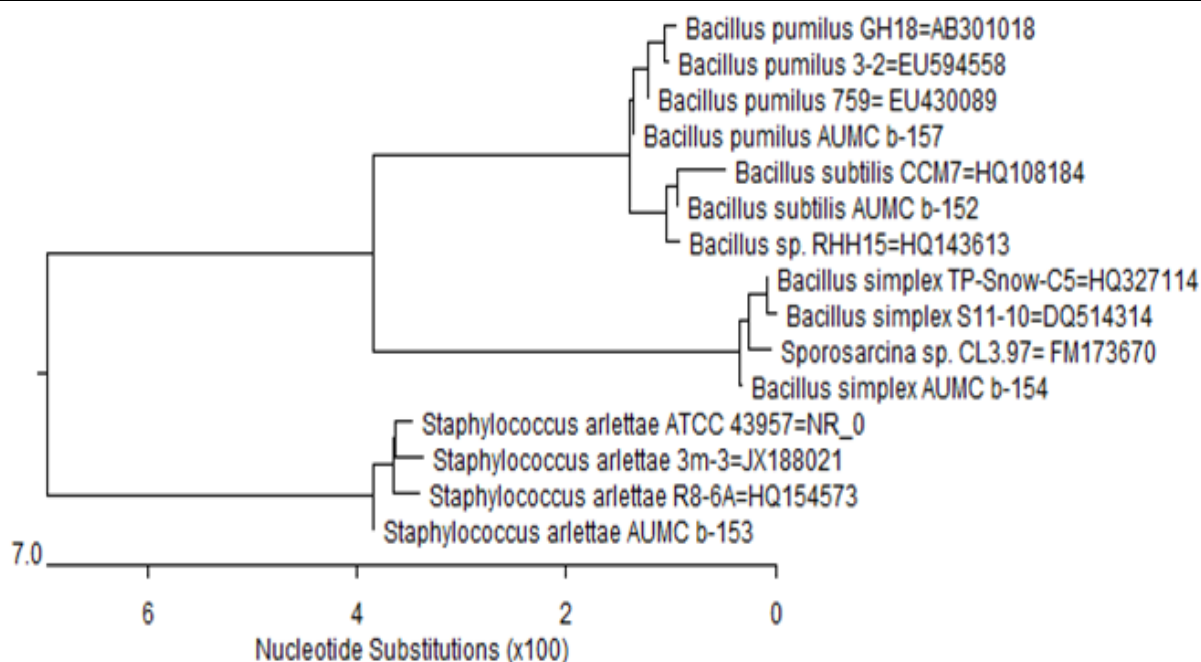 Bacillus pumilus GH18=AB301018
Bacillus pumilus 3-2=EU594558
Bacillus pumilus 759= EU430089
Bacillus pumilus AUMC b-157
Bacillus subtilis CCM7=HQ108184
Bacillus subtilis AUMC b-152
Bacillus sp. RHH15=HQ143613
Bacillus simplex TP-Snow-C5=HQ327114
Bacillus simplex S11-10=DQ514314
Sporosarcina sp. CL3.97= FM173670
Bacillus simplex AUMC b-154
Staphylococcus arlettae ATCC 43957=NR_0
Staphylococcus arlettae 3m-3=JX188021
Staphylococcus arlettae R8-6A=HQ154573
Staphylococcus arlettae AUMC b-153
7.0
6 4 2 0
Nucleotide Substitutions (x100)